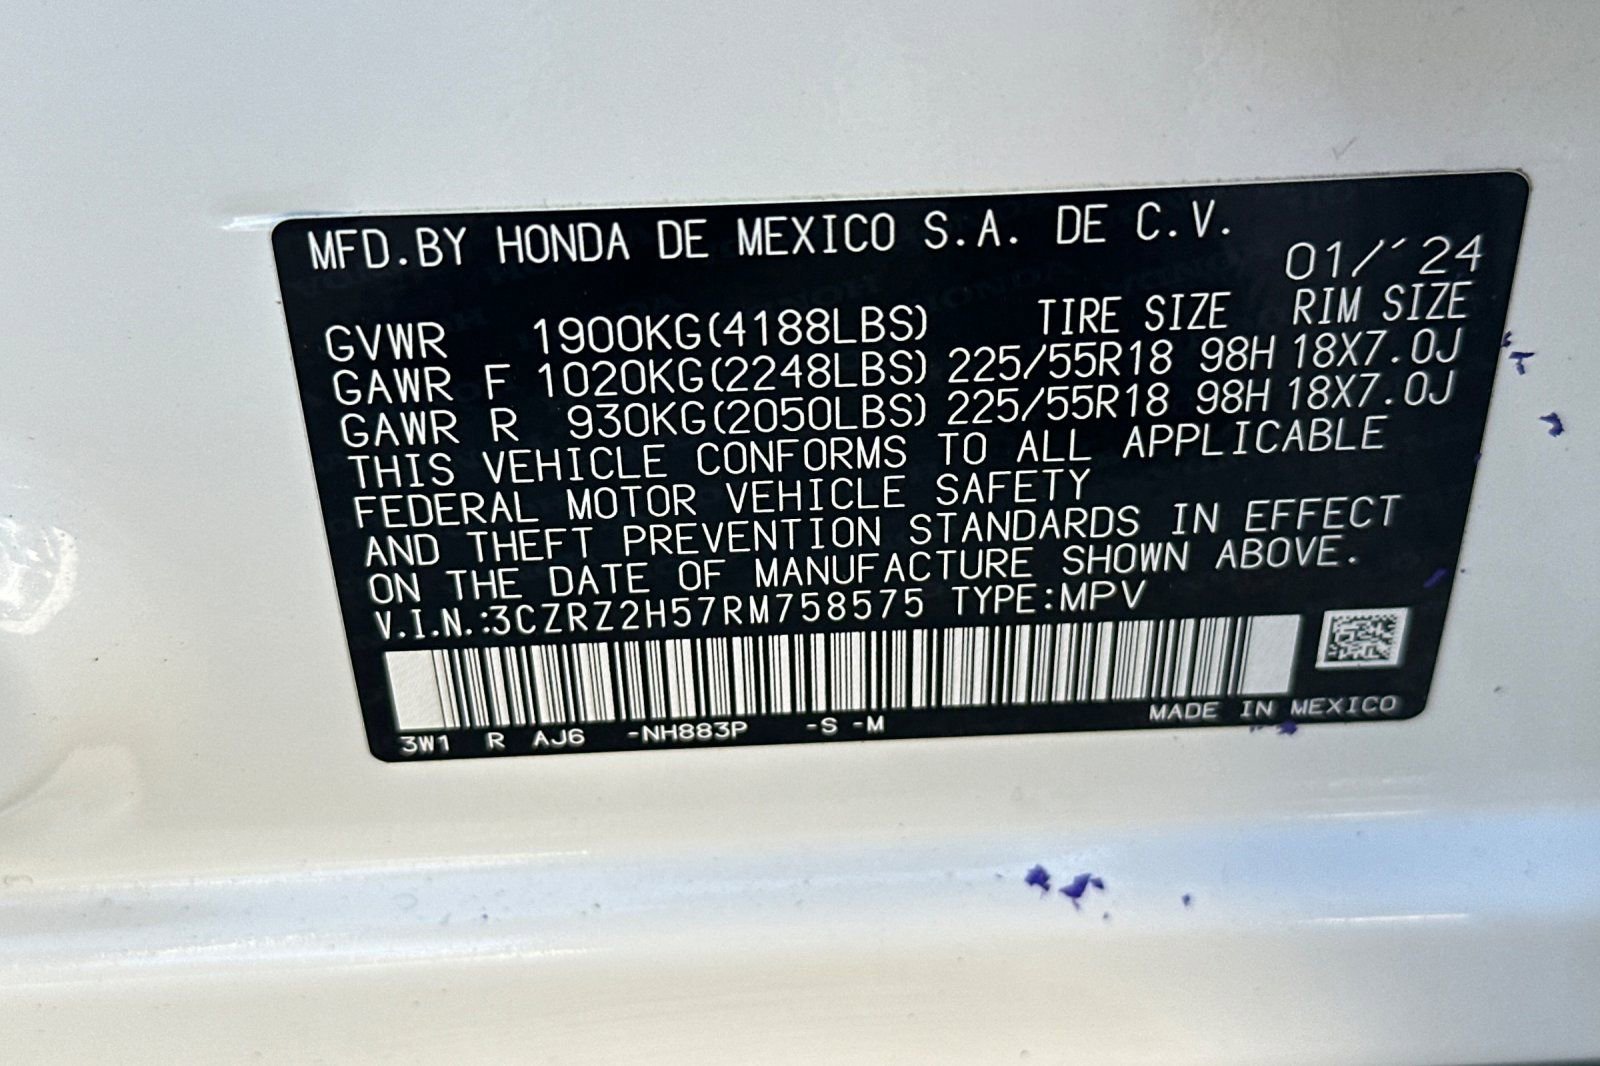 MFD.BY HONDA DE MEXICO S.A. DE C.V.
01/´24
GVWR 1900KG(4188LBS) TIRE SIZE RIM SIZE
GAWR F 1020KG(2248LBS) 225/55R18 98H 18X7.0J
GAWR R 930KG(2050LBS) 225/55R18 98H 18X7.0J
THIS VEHICLE CONFORMS TO ALL APPLICABLE
FEDERAL MOTOR VEHICLE SAFETY
AND THEFT PREVENTION STANDARDS IN EFFECT
ON THE DATE OF MANUFACTURE SHOWN ABOVE.
V.I.N.:3CZRZ2H57RM758575 TYPE:MPV
3W1 R AJ6 -NH883P -S -M MADE IN MEXICO